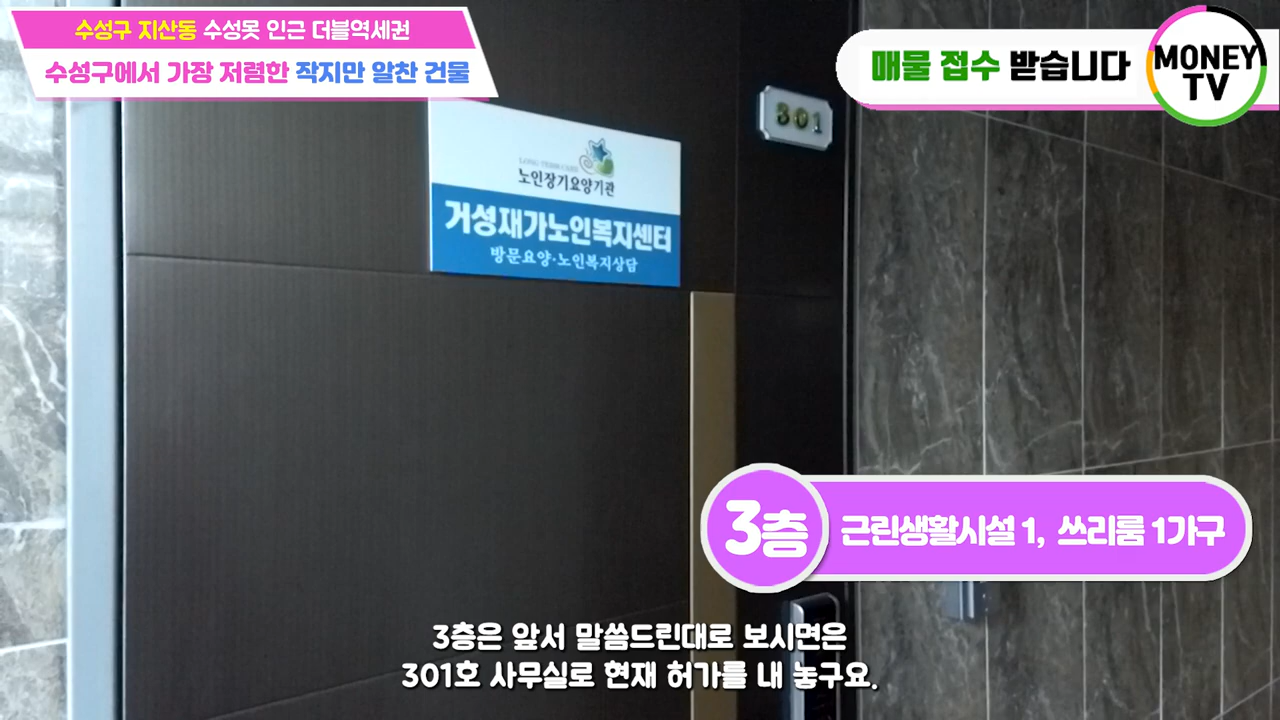 수성구 지산동 수성못 인근 더블역세권
수성구에서 가장 저렴한 작지만 알찬 건물
매물 접수 받습니다
MONEY
TV
301
LONG TERM CARE
노인장기요양기관
거성재가노인복지센터
방문요양·노인복지상담
3층
근린생활시설 1, 쓰리룸 1가구
3층은 앞서 말씀드린대로 보시면은
301호 사무실로 현재 허가를 내 놓구요.